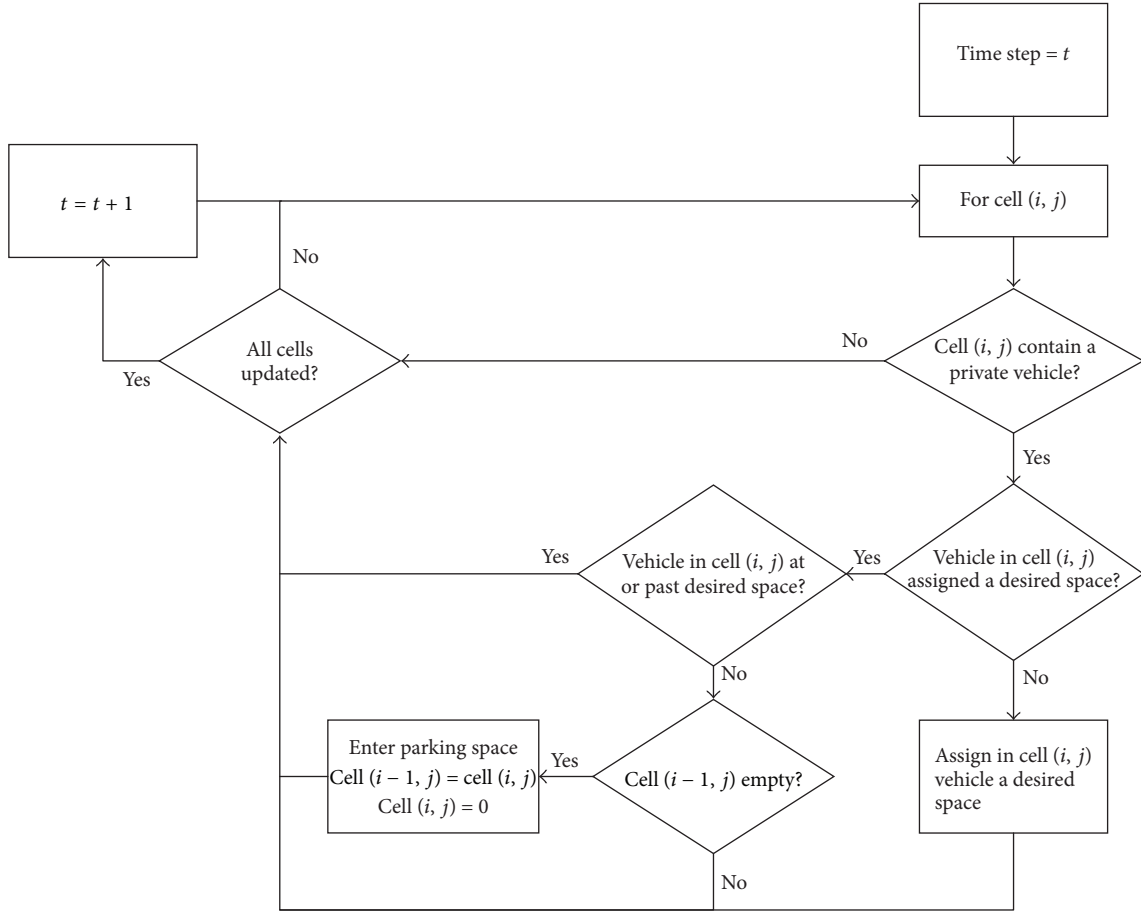 Time step = t
For cell (i, j)
t = t + 1
No
All cells
updated?
Yes
No
Cell (i, j) contain a
private vehicle?
Yes
Yes
Vehicle in cell (i, j) at
or past desired space?
Yes
Vehicle in cell (i, j)
assigned a desired space?
No
No
Enter parking space
Cell (i − 1, j) = cell (i, j)
Cell (i, j) = 0
Yes
Cell (i − 1, j) empty?
Assign in cell (i, j)
vehicle a desired
space
No